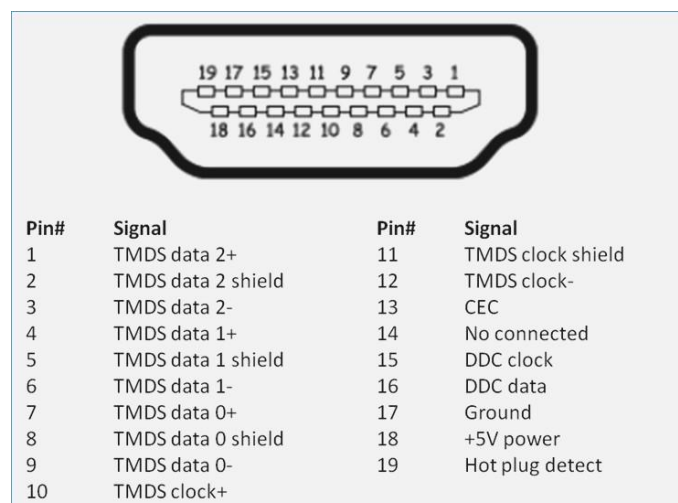 19 17 15 13 11 9 7 5 3 1
18 16 14 12 10 8 6 4 2
Pin# Signal Pin# Signal
1 TMDS data 2+ 11 TMDS clock shield
2 TMDS data 2 shield 12 TMDS clock-
3 TMDS data 2- 13 CEC
4 TMDS data 1+ 14 No connected
5 TMDS data 1 shield 15 DDC clock
6 TMDS data 1- 16 DDC data
7 TMDS data 0+ 17 Ground
8 TMDS data 0 shield 18 +5V power
9 TMDS data 0- 19 Hot plug detect
10 TMDS clock+